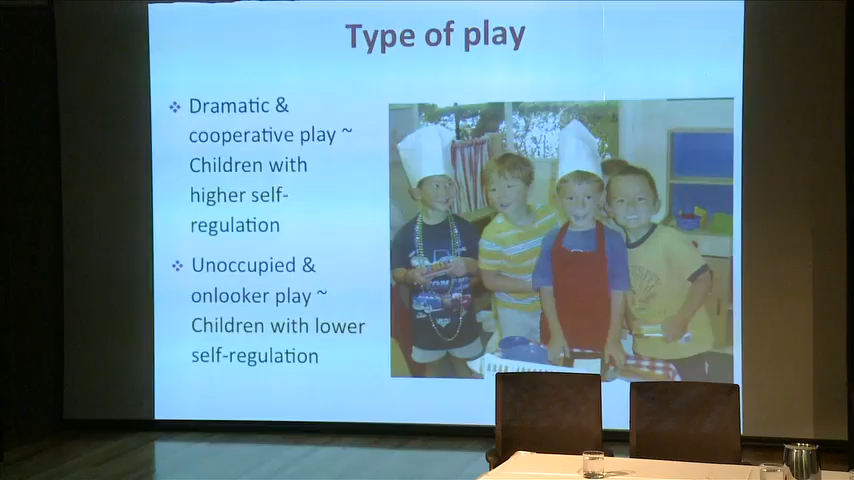 Type of play
❖ Dramatic &
cooperative play ~
Children with
higher self-
regulation
❖ Unoccupied &
onlooker play ~
Children with lower
self-regulation